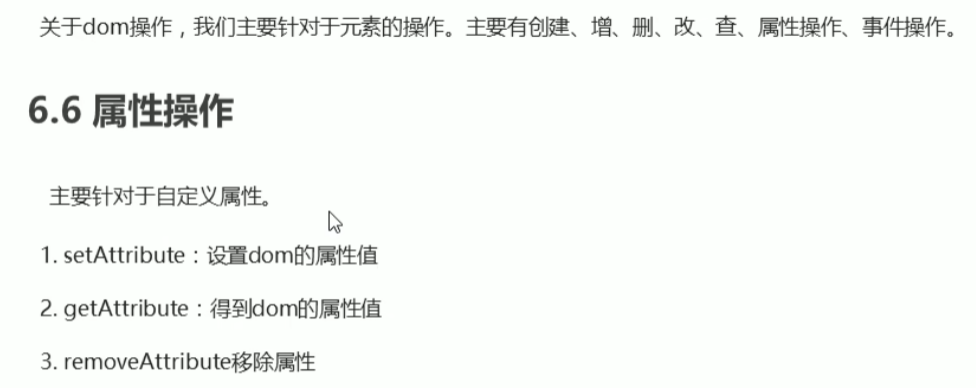 关于dom操作，我们主要针对于元素的操作。主要有创建、增、删、改、查、属性操作、事件操作。
6.6 属性操作
主要针对于自定义属性。
1. setAttribute：设置dom的属性值
2. getAttribute：得到dom的属性值
3. removeAttribute移除属性